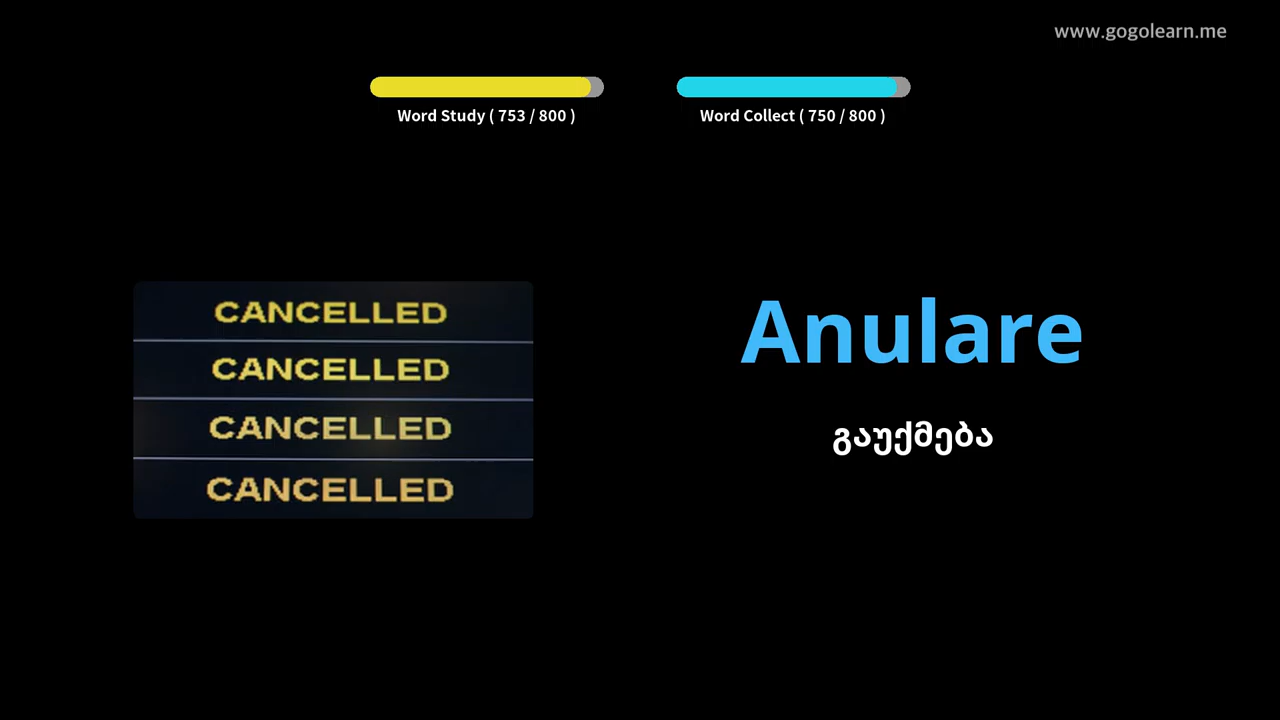 www.gogolearn.me
Word Study ( 753 / 800 )
Word Collect ( 750 / 800 )
CANCELLED
CANCELLED
CANCELLED
CANCELLED
Anulare
გაუქმება